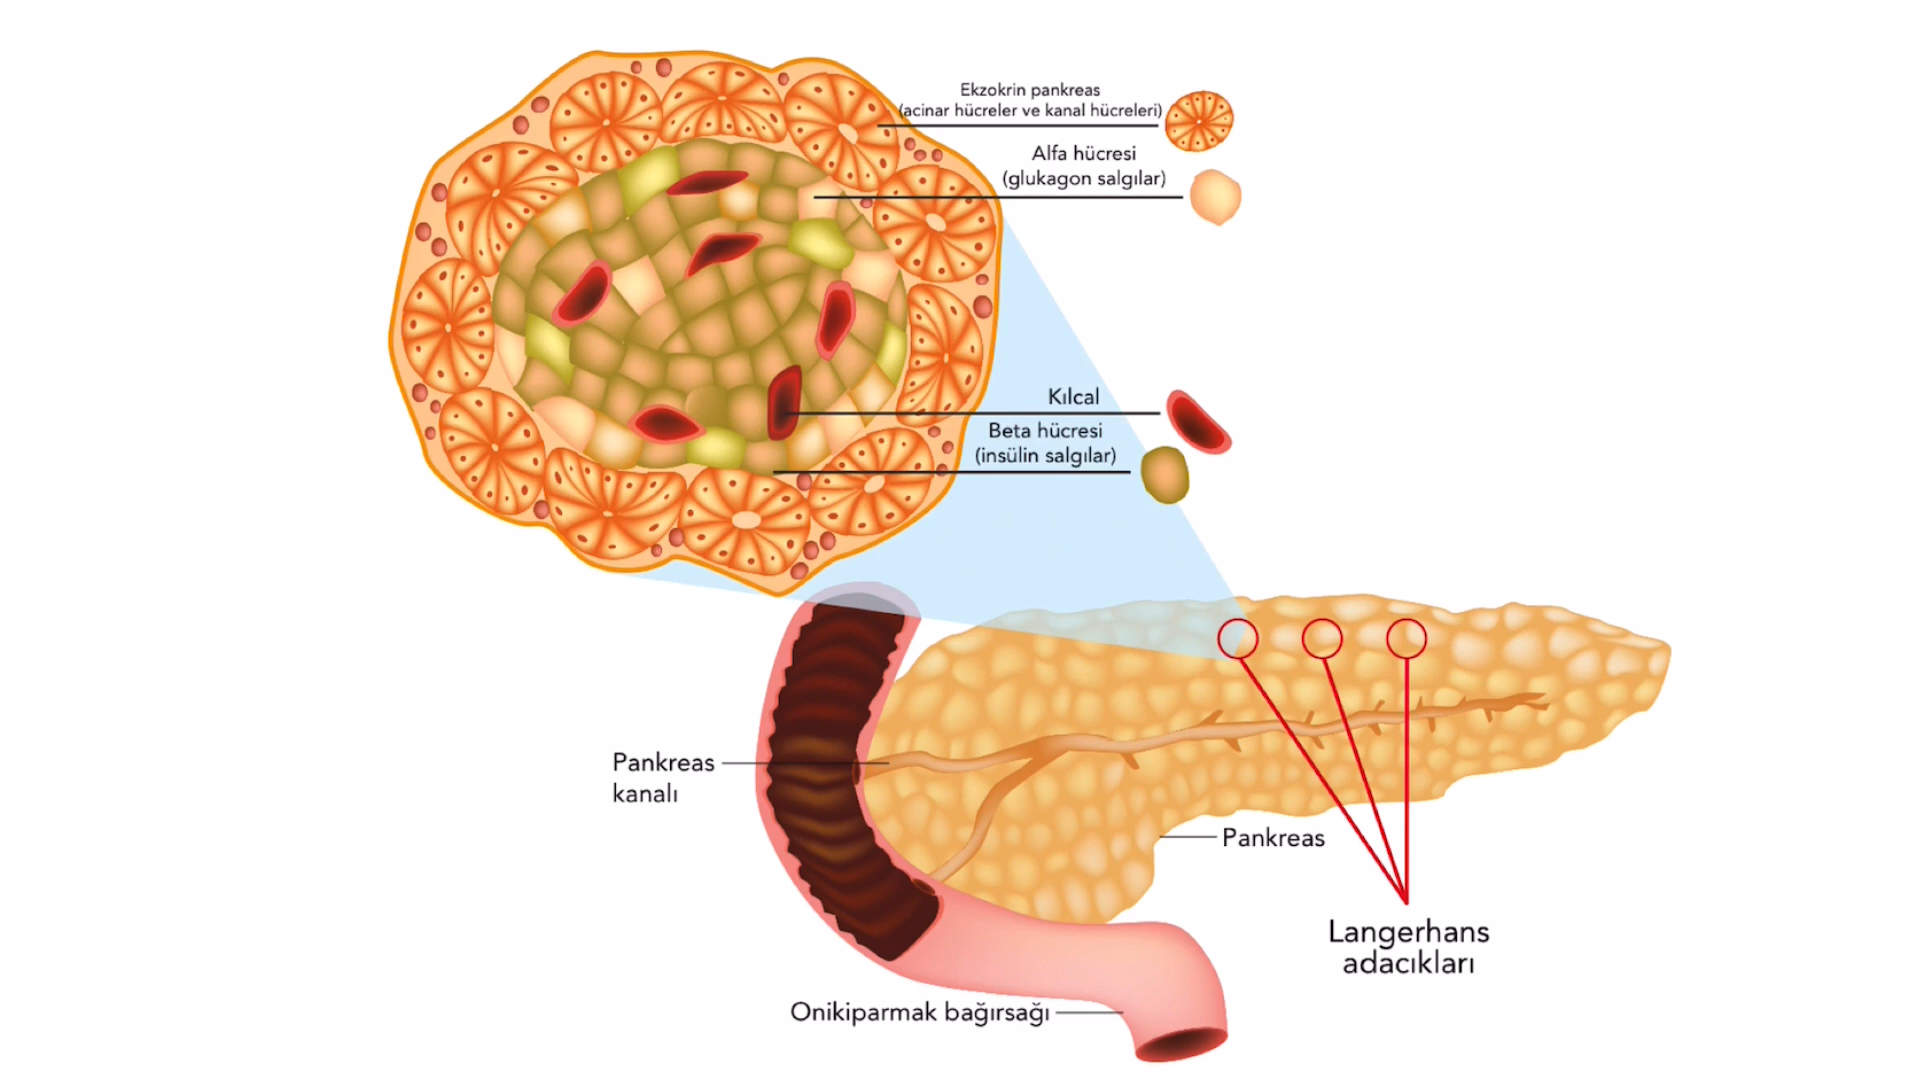 Ekzokrin pankreas
(acinar hücreler ve kanal hücreleri)
Alfa hücresi
(glukagon salgılar)
Kılcal
Beta hücresi
(insülin salgılar)
Pankreas
kanalı
Pankreas
Langerhans
adacıkları
Onikiparmak bağırsağı